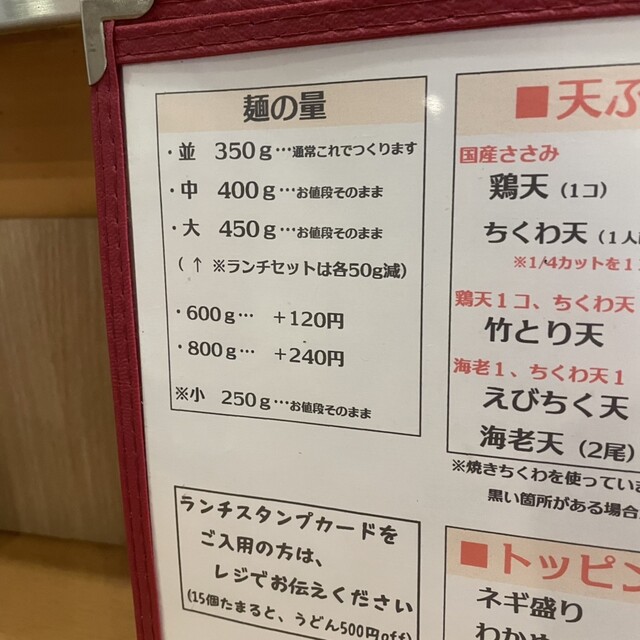 麺の量
・並 350g…通常これでつくります
・中 400g…お値段そのまま
・大 450g…お値段そのまま
(↑ ※ランチセットは各50g減)
・600g… +120円
・800g… +240円
※小 250g…お値段そのまま
ランチスタンプカードを
ご入用の方は、
レジでお伝えください
(15個たまると、うどん500円off)
■天ぷ
国産ささみ
鶏天 (1コ)
ちくわ天 (1人
※1/4カットを1
鶏天1コ、ちくわ天
竹とり天
海老1、ちくわ天1
えびちく天
海老天 (2尾)
※焼きちくわを使ってい
黒い箇所がある場合
■トッピン
ネギ盛り
わか